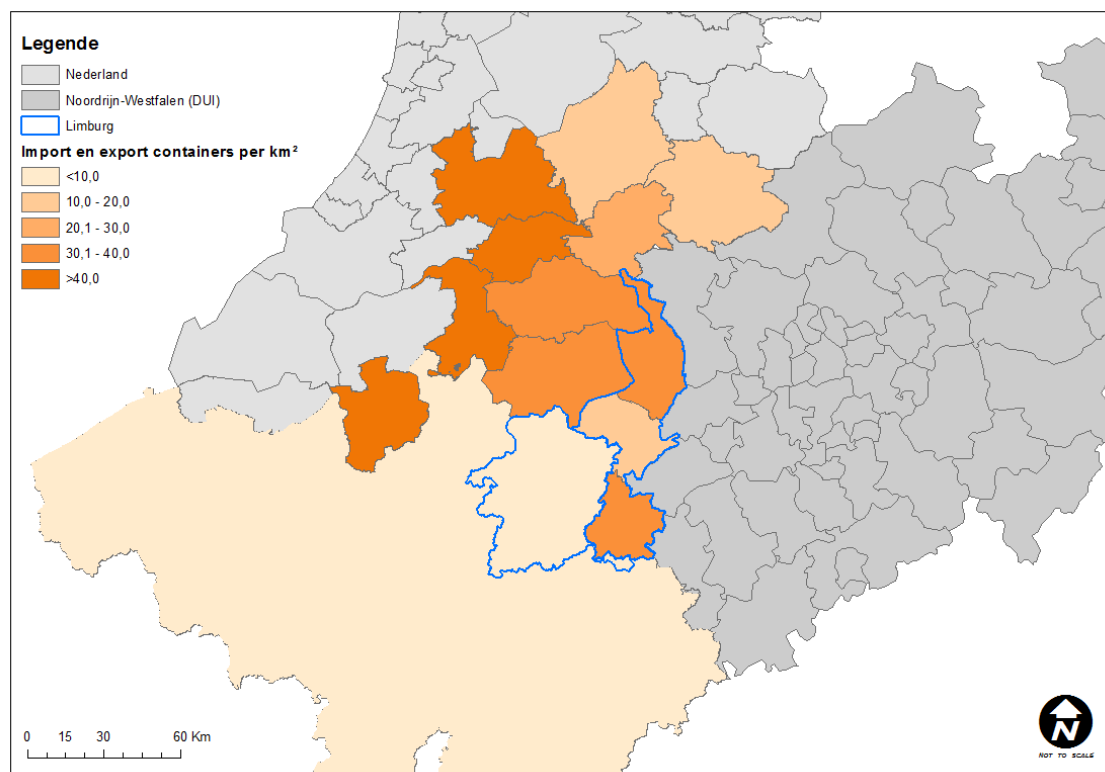 Legende
Nederland
Noordrijn-Westfalen (DUI)
Limburg
Import en export containers per km²
<10,0
10,0 - 20,0
20,1 - 30,0
30,1 - 40,0
>40,0
0 15 30 60 Km
N
NOT TO SCALE